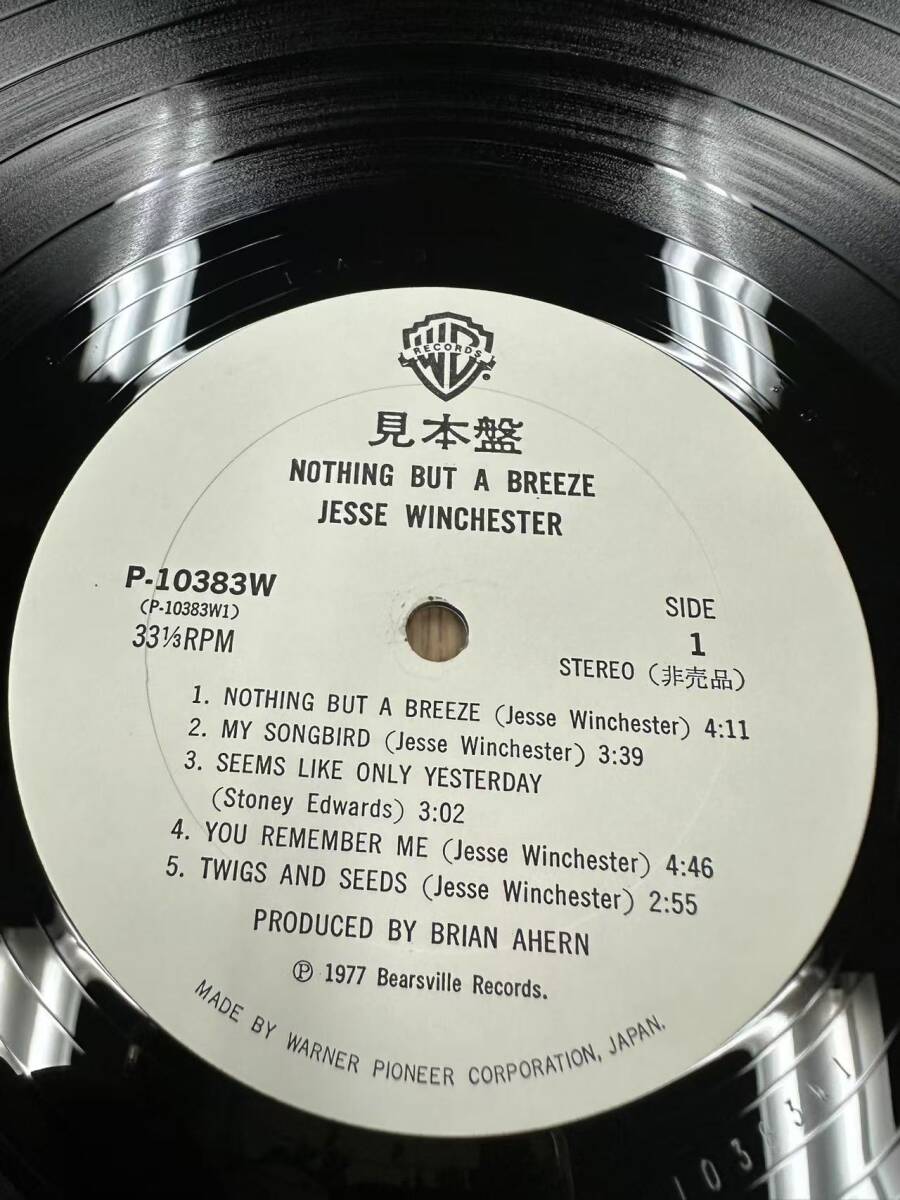 WB
RECORDS
見本盤
NOTHING BUT A BREEZE
JESSE WINCHESTER
P-10383W
(P-10383W1)
33⅓RPM
SIDE
1
STEREO (非売品)
1. NOTHING BUT A BREEZE (Jesse Winchester) 4:11
2. MY SONGBIRD (Jesse Winchester) 3:39
3. SEEMS LIKE ONLY YESTERDAY
(Stoney Edwards) 3:02
4. YOU REMEMBER ME (Jesse Winchester) 4:46
5. TWIGS AND SEEDS (Jesse Winchester) 2:55
PRODUCED BY BRIAN AHERN
℗ 1977 Bearsville Records.
MADE BY WARNER PIONEER CORPORATION, JAPAN.